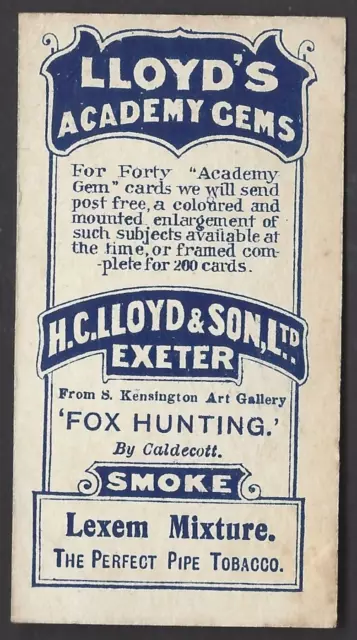 LLOYD'S
ACADEMY GEMS
For Forty "Academy
Gem" cards we will send
post free, a coloured and
mounted enlargement of
such subjects available at
the time, or framed com-
-plete for 200 cards.
H.C. LLOYD & SON, LTD.
EXETER
From S. Kensington Art Gallery
'FOX HUNTING.'
By Caldecott.
SMOKE
Lexem Mixture.
THE PERFECT PIPE TOBACCO.